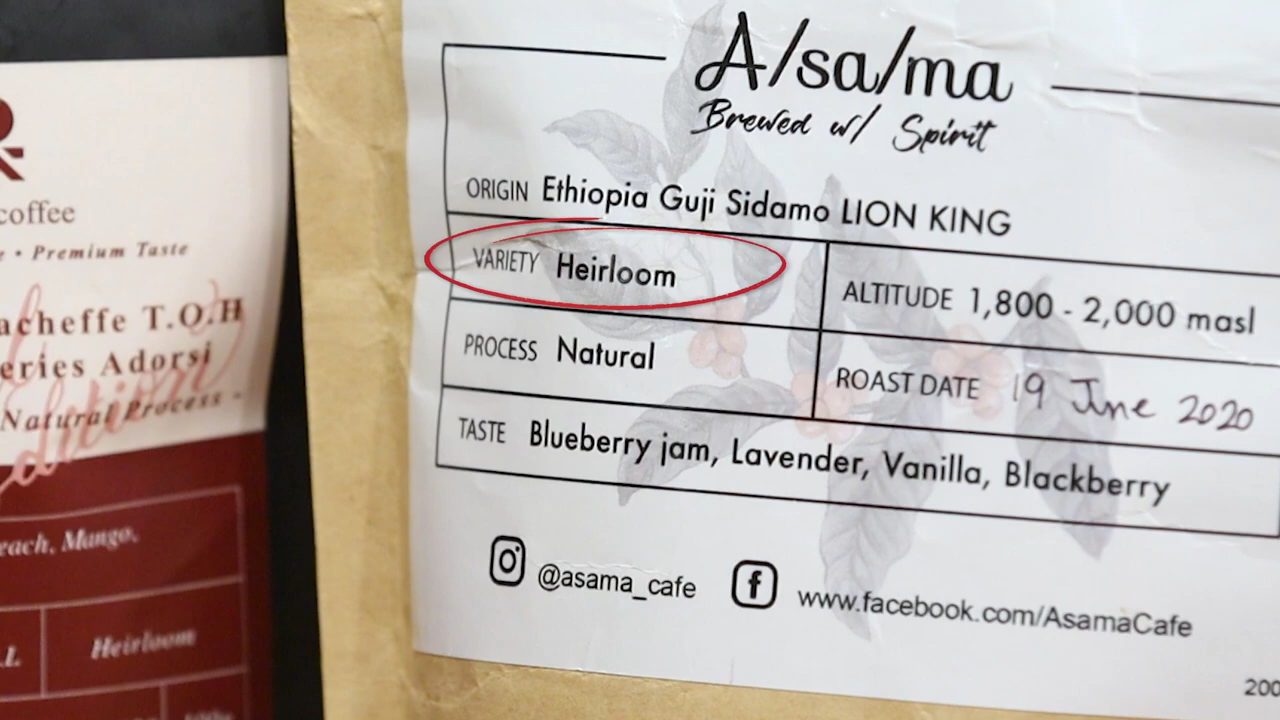 coffee
• Premium Taste
acheffe T.O.H
eries Adorsi
Natural Process -
edition
each, Mango.
Heirloom
A/sa/ma
Brewed w/ Spirit
ORIGIN Ethiopia Guji Sidamo LION KING
VARIETY Heirloom
ALTITUDE 1,800 - 2,000 masl
PROCESS Natural
ROAST DATE 19 June 2020
TASTE Blueberry jam, Lavender, Vanilla, Blackberry
@asama_cafe
www.facebook.com/AsamaCafe
200